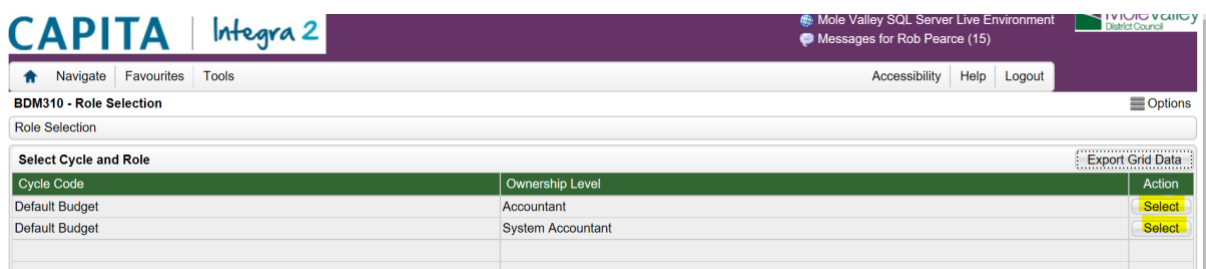 CAPITA Integra 2
Mole Valley SQL Server Live Environment
Messages for Rob Pearce (15)
Mole Valley
District Council
Navigate Favourites Tools Accessibility Help Logout
BDM310 - Role Selection Options
Role Selection
Select Cycle and Role Export Grid Data
Cycle Code Ownership Level Action
Default Budget Accountant Select
Default Budget System Accountant Select